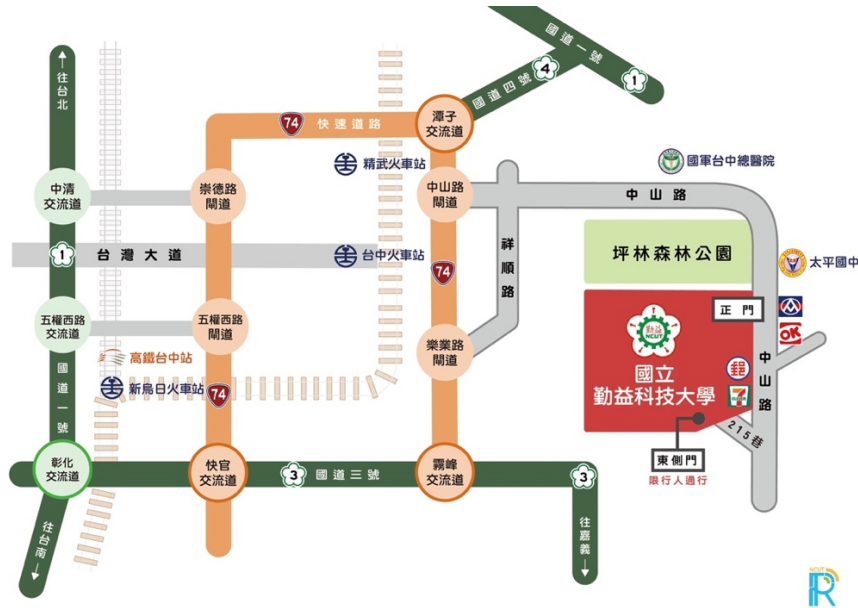 國道一號
1
4
國道四號
往台北
74
快速道路
潭子
交流道
精武火車站
國軍台中總醫院
中清
交流道
崇德路
閘道
中山路
閘道
中山路
1
台灣大道
台中火車站
祥順路
坪林森林公園
太平國中
74
正門
OK
五權西路
交流道
五權西路
閘道
勤益
NCUT
樂業路
閘道
高鐵台中站
國立
勤益科技大學
郵
7
ELEVEN
中山路
國道一號
新烏日火車站
74
215巷
東側門
限行人通行
彰化
交流道
快官
交流道
3
國道三號
霧峰
交流道
3
往台南
往嘉義
NCUT
R